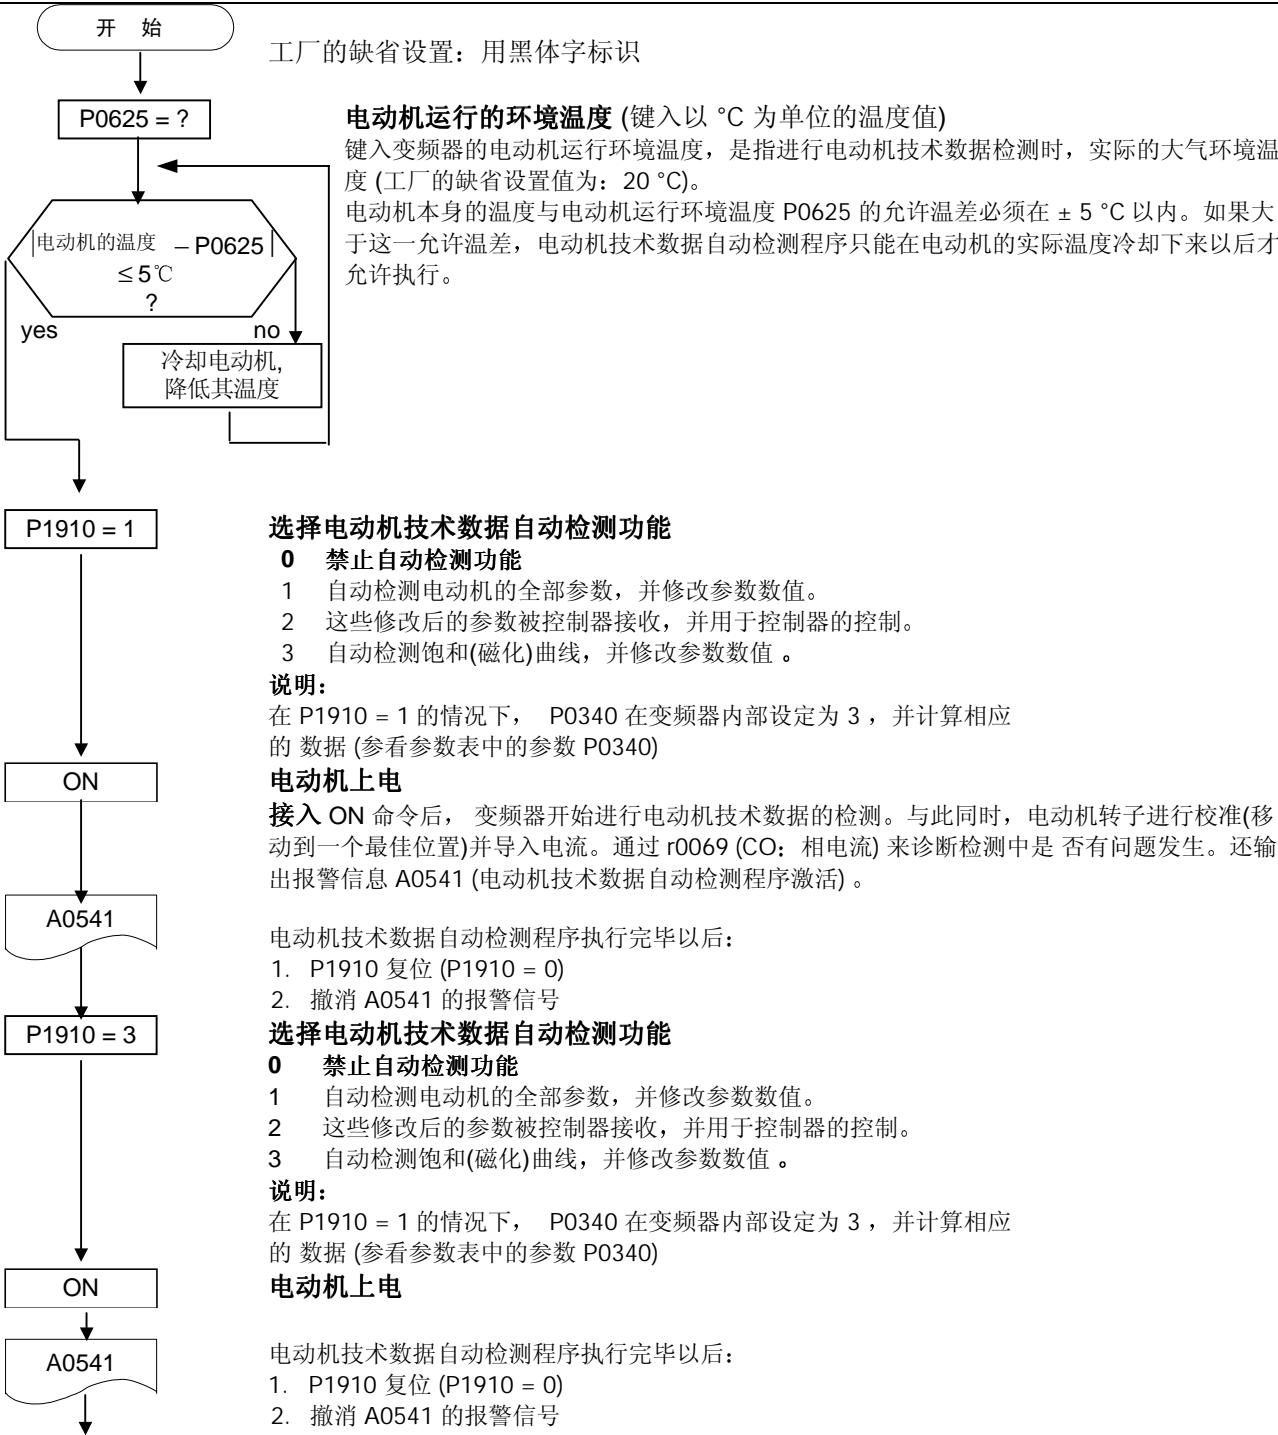 开 始
工厂的缺省设置：用黑体字标识
P0625 = ?
电动机运行的环境温度 (键入以 °C 为单位的温度值)
键入变频器的电动机运行环境温度，是指进行电动机技术数据检测时，实际的大气环境温
度 (工厂的缺省设置值为：20 °C)。
电动机本身的温度与电动机运行环境温度 P0625 的允许温差必须在 ± 5 °C 以内。如果大
于这一允许温差，电动机技术数据自动检测程序只能在电动机的实际温度冷却下来以后才
允许执行。
|电动机的温度 – P0625|
≤5℃
?
yes
no
冷却电动机,
降低其温度
P1910 = 1
选择电动机技术数据自动检测功能
0 禁止自动检测功能
1 自动检测电动机的全部参数，并修改参数数值。
2 这些修改后的参数被控制器接收，并用于控制器的控制。
3 自动检测饱和(磁化)曲线，并修改参数数值 。
说明：
在 P1910 = 1 的情况下， P0340 在变频器内部设定为 3 ，并计算相应
的 数据 (参看参数表中的参数 P0340)
ON
电动机上电
接入 ON 命令后， 变频器开始进行电动机技术数据的检测。与此同时，电动机转子进行校准(移
动到一个最佳位置)并导入电流。通过 r0069 (CO：相电流) 来诊断检测中是 否有问题发生。还输
出报警信息 A0541 (电动机技术数据自动检测程序激活) 。
A0541
电动机技术数据自动检测程序执行完毕以后：
1. P1910 复位 (P1910 = 0)
2. 撤消 A0541 的报警信号
P1910 = 3
选择电动机技术数据自动检测功能
0 禁止自动检测功能
1 自动检测电动机的全部参数，并修改参数数值。
2 这些修改后的参数被控制器接收，并用于控制器的控制。
3 自动检测饱和(磁化)曲线，并修改参数数值 。
说明：
在 P1910 = 1 的情况下， P0340 在变频器内部设定为 3 ，并计算相应
的 数据 (参看参数表中的参数 P0340)
ON
电动机上电
A0541
电动机技术数据自动检测程序执行完毕以后：
1. P1910 复位 (P1910 = 0)
2. 撤消 A0541 的报警信号